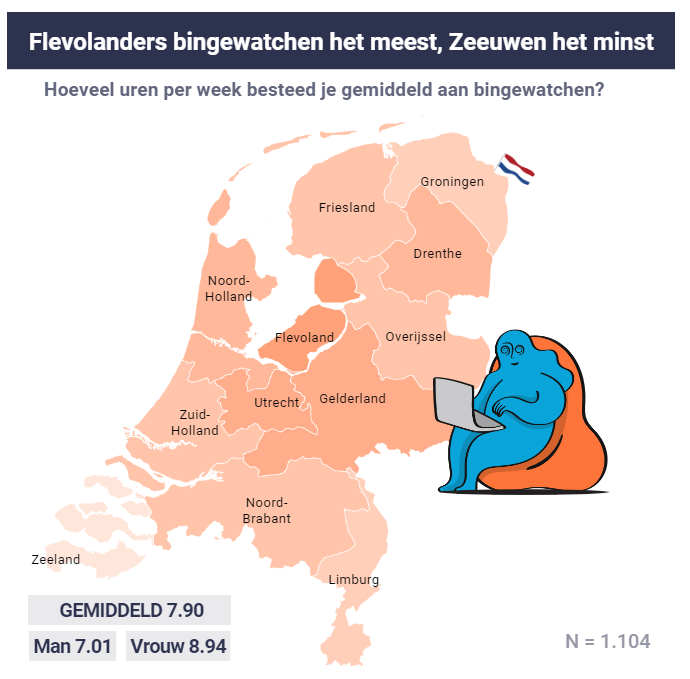 Flevolanders bingewatchen het meest, Zeeuwen het minst
Hoeveel uren per week besteed je gemiddeld aan bingewatchen?
Groningen
Friesland
Drenthe
Noord-
Holland
Flevoland
Overijssel
Gelderland
Utrecht
Zuid-
Holland
Noord-
Brabant
Zeeland
Limburg
GEMIDDELD 7.90
Man 7.01
Vrouw 8.94
N = 1.104